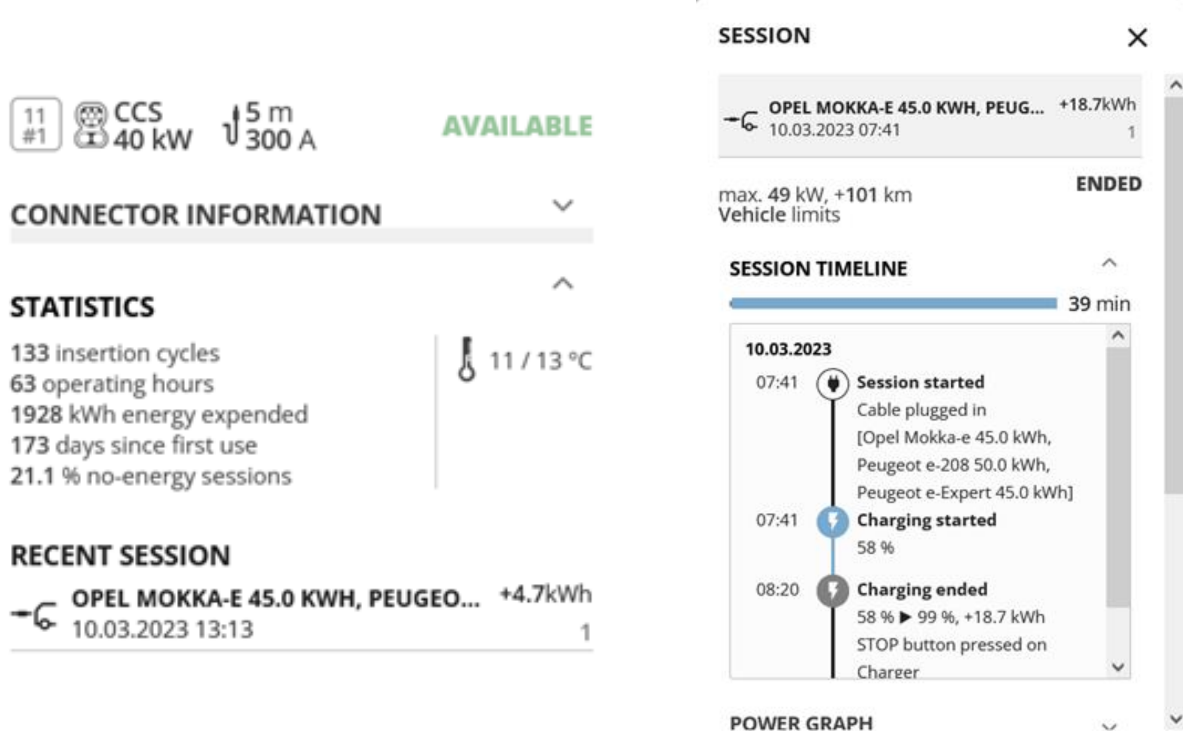 11
#1
CCS
40 kW
5 m
300 A
AVAILABLE
CONNECTOR INFORMATION
STATISTICS
133 insertion cycles
63 operating hours
1928 kWh energy expended
173 days since first use
21.1 % no-energy sessions
11 / 13 °C
RECENT SESSION
OPEL MOKKA-E 45.0 KWH, PEUGEO... +4.7kWh
10.03.2023 13:13 1
SESSION
OPEL MOKKA-E 45.0 KWH, PEUG... +18.7kWh
10.03.2023 07:41 1
ENDED
max. 49 kW, +101 km
Vehicle limits
SESSION TIMELINE
39 min
10.03.2023
07:41 Session started
Cable plugged in
[Opel Mokka-e 45.0 kWh,
Peugeot e-208 50.0 kWh,
Peugeot e-Expert 45.0 kWh]
07:41 Charging started
58 %
08:20 Charging ended
58 % ▶ 99 %, +18.7 kWh
STOP button pressed on
Charger
POWER GRAPH